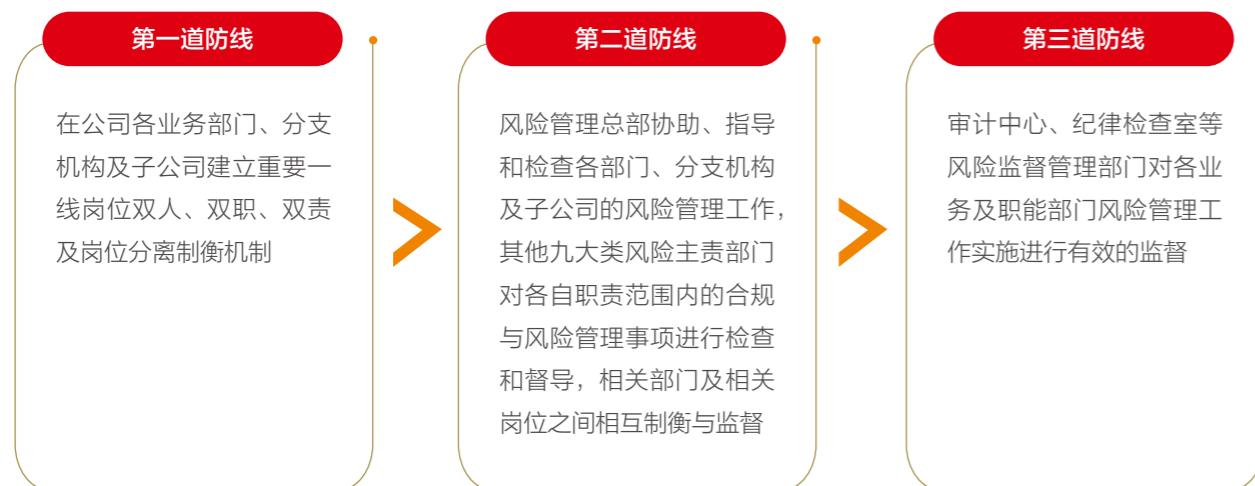 第一道防线
在公司各业务部门、分支
机构及子公司建立重要一
线岗位双人、双职、双责
及岗位分离制衡机制
第二道防线
风险管理总部协助、指导
和检查各部门、分支机构
及子公司的风险管理工作，
其他九大类风险主责部门
对各自职责范围内的合规
与风险管理事项进行检查
和督导，相关部门及相关
岗位之间相互制衡与监督
第三道防线
审计中心、纪律检查室等
风险监督管理部门对各业
务及职能部门风险管理工
作实施进行有效的监督